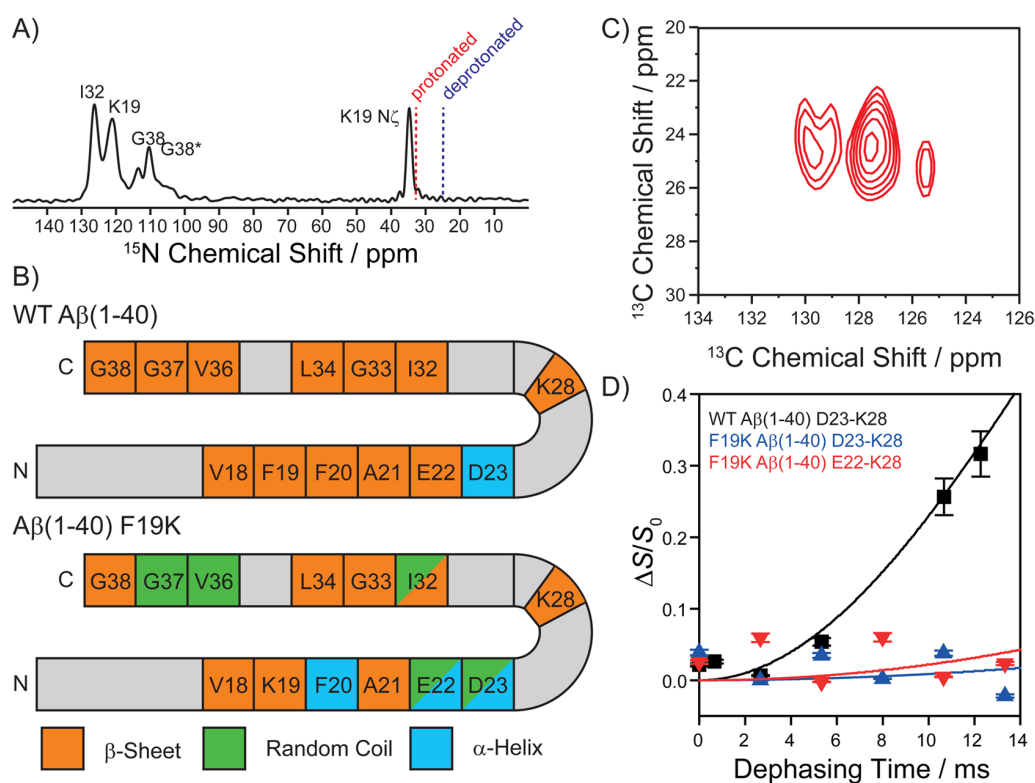 A)
I32
K19
G38
G38*
K19 Nζ
protonated
deprotonated
140 130 120 110 100 90 80 70 60 50 40 30 20 10
15N Chemical Shift / ppm
B)
WT Aβ(1-40)
C G38 G37 V36 L34 G33 I32 K28
N V18 F19 F20 A21 E22 D23
Aβ(1-40) F19K
C G38 G37 V36 L34 G33 I32 K28
N V18 K19 F20 A21 E22 D23
β-Sheet Random Coil α-Helix
C)
20
22
24
26
28
30
13C Chemical Shift / ppm
134 132 130 128 126 124 126
13C Chemical Shift / ppm
D)
WT Aβ(1-40) D23-K28
F19K Aβ(1-40) D23-K28
F19K Aβ(1-40) E22-K28
0.4
0.3
0.2
0.1
0.0
ΔS/S0
0 2 4 6 8 10 12 14
Dephasing Time / ms